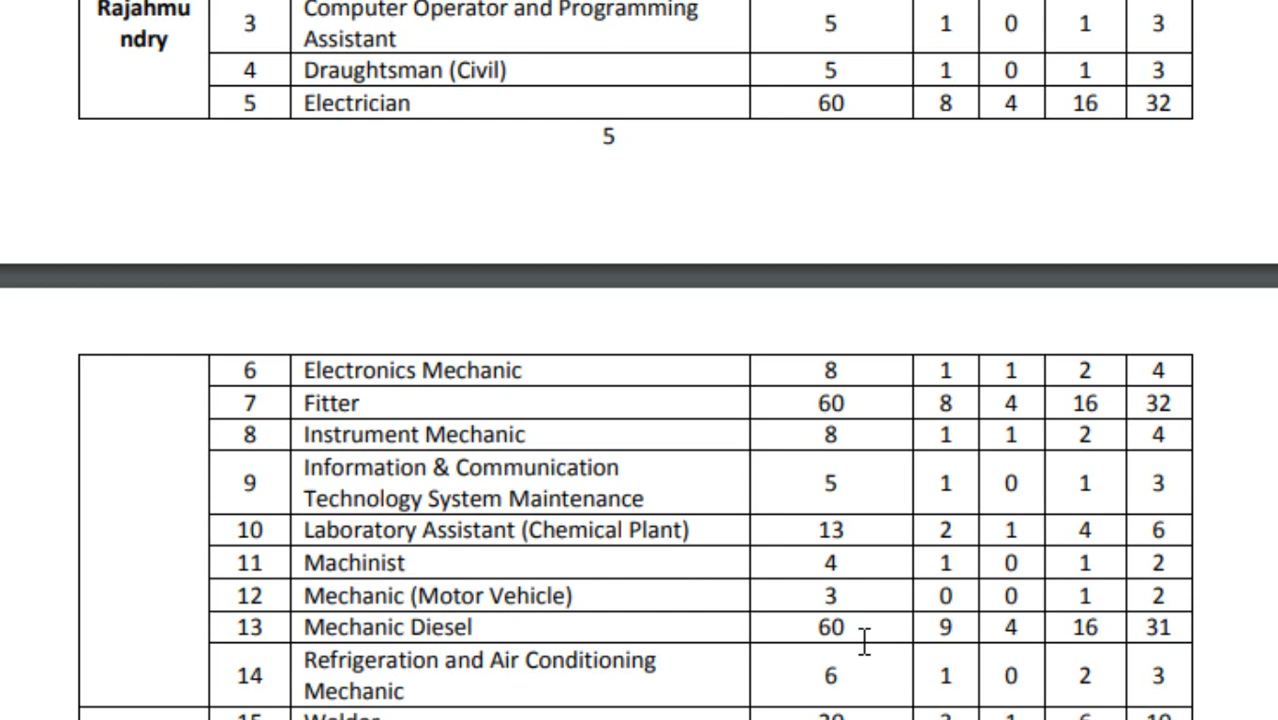 Rajahmu
ndry
3 Computer Operator and Programming
Assistant 5 1 0 1 3
4 Draughtsman (Civil) 5 1 0 1 3
5 Electrician 60 8 4 16 32
5
6 Electronics Mechanic 8 1 1 2 4
7 Fitter 60 8 4 16 32
8 Instrument Mechanic 8 1 1 2 4
9 Information & Communication
Technology System Maintenance 5 1 0 1 3
10 Laboratory Assistant (Chemical Plant) 13 2 1 4 6
11 Machinist 4 1 0 1 2
12 Mechanic (Motor Vehicle) 3 0 0 1 2
13 Mechanic Diesel 60 9 4 16 31
14 Refrigeration and Air Conditioning
Mechanic 6 1 0 2 3
15 Welder